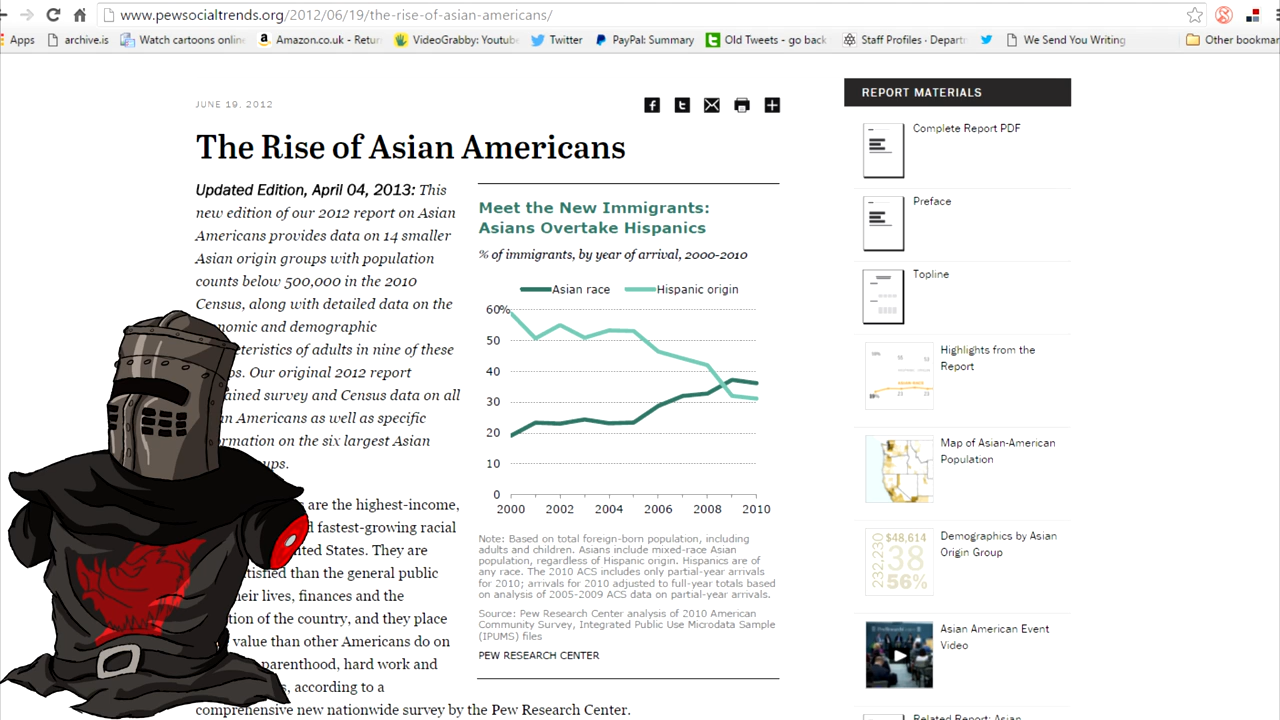 www.pewsocialtrends.org/2012/06/19/the-rise-of-asian-americans/
Apps
archive.is
Watch cartoons onlin
Amazon.co.uk - Retur
VideoGrabby: Youtub
Twitter
PayPal: Summary
Old Tweets - go back
Staff Profiles · Departm
We Send You Writing
Other bookmar
JUNE 19, 2012
The Rise of Asian Americans
Updated Edition, April 04, 2013: This
new edition of our 2012 report on Asian
Americans provides data on 14 smaller
Asian origin groups with population
counts below 500,000 in the 2010
Census, along with detailed data on the
nomic and demographic
cteristics of adults in nine of these
ps. Our original 2012 report
ained survey and Census data on all
an Americans as well as specific
rmation on the six largest Asian
ups.
are the highest-income,
d fastest-growing racial
nited States. They are
tisfied than the general public
heir lives, finances and the
tion of the country, and they place
value than other Americans do on
parenthood, hard work and
s, according to a
comprehensive new nationwide survey by the Pew Research Center.
Meet the New Immigrants:
Asians Overtake Hispanics
% of immigrants, by year of arrival, 2000-2010
Asian race
Hispanic origin
60%
50
40
30
20
10
0
2000 2002 2004 2006 2008 2010
Note: Based on total foreign-born population, including
adults and children. Asians include mixed-race Asian
population, regardless of Hispanic origin. Hispanics are of
any race. The 2010 ACS includes only partial-year arrivals
for 2010; arrivals for 2010 adjusted to full-year totals based
on analysis of 2005-2009 ACS data on partial-year arrivals.
Source: Pew Research Center analysis of 2010 American
Community Survey, Integrated Public Use Microdata Sample
(IPUMS) files
PEW RESEARCH CENTER
REPORT MATERIALS
Complete Report PDF
Preface
Topline
Highlights from the
Report
Map of Asian-American
Population
$48,614
232,230
38
56%
Demographics by Asian
Origin Group
Asian American Event
Video
Related Report: Asian